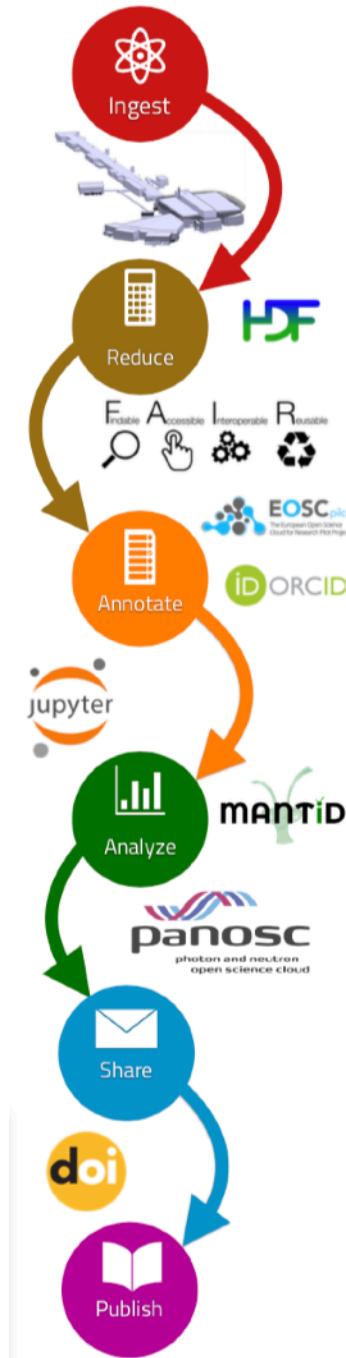 Ingest
HDF
Reduce
Findable Accessible Interoperable Reusable
EOSCpilot
The European Open Science
Cloud for Research Pilot Project
iD ORCID
Annotate
jupyter
MANTiD
Analyze
panosc
photon and neutron
open science cloud
Share
doi
Publish